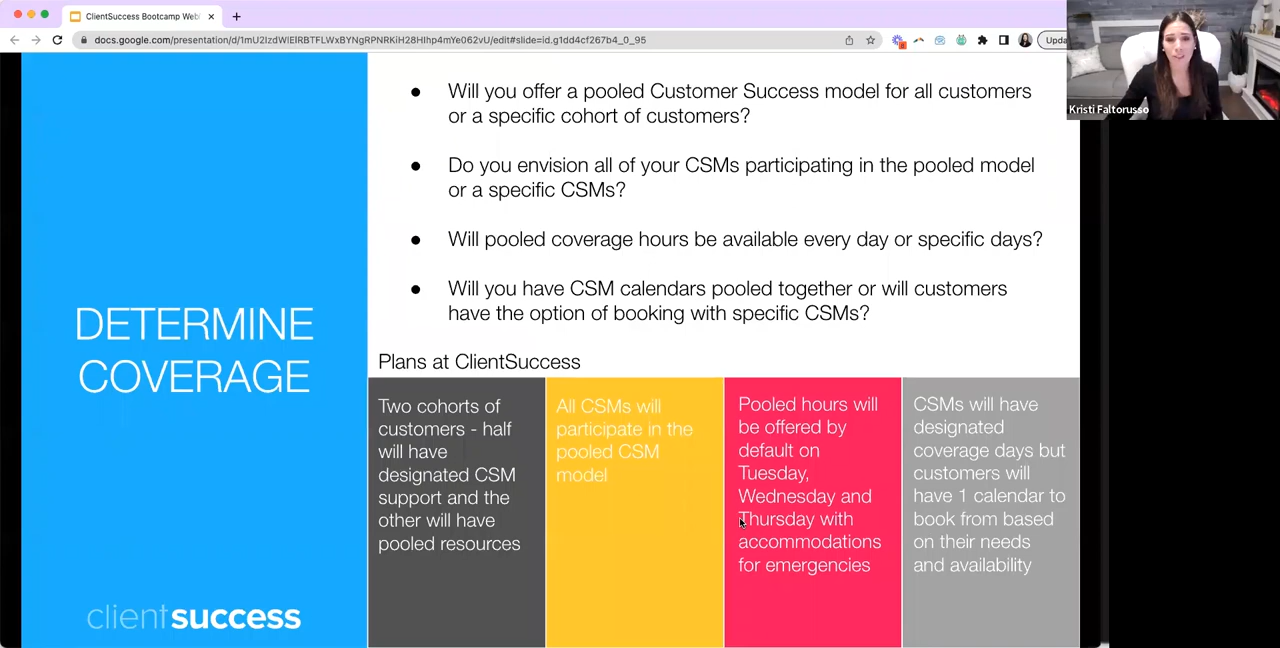 ClientSuccess Bootcamp Web
docs.google.com/presentation/d/1mU2IzdWIEIRBTFLWxBYNgRPNRKiH28HIhp4mYe062vU/edit#slide=id.g1dd4cf267b4_0_95
Upda
Kristi Faltorusso
● Will you offer a pooled Customer Success model for all customers
or a specific cohort of customers?
● Do you envision all of your CSMs participating in the pooled model
or a specific CSMs?
● Will pooled coverage hours be available every day or specific days?
● Will you have CSM calendars pooled together or will customers
have the option of booking with specific CSMs?
DETERMINE
COVERAGE
clientsuccess
Plans at ClientSuccess
Two cohorts of
customers - half
will have
designated CSM
support and the
other will have
pooled resources
All CSMs will
participate in the
pooled CSM
model
Pooled hours will
be offered by
default on
Tuesday,
Wednesday and
Thursday with
accommodations
for emergencies
CSMs will have
designated
coverage days but
customers will
have 1 calendar to
book from based
on their needs
and availability